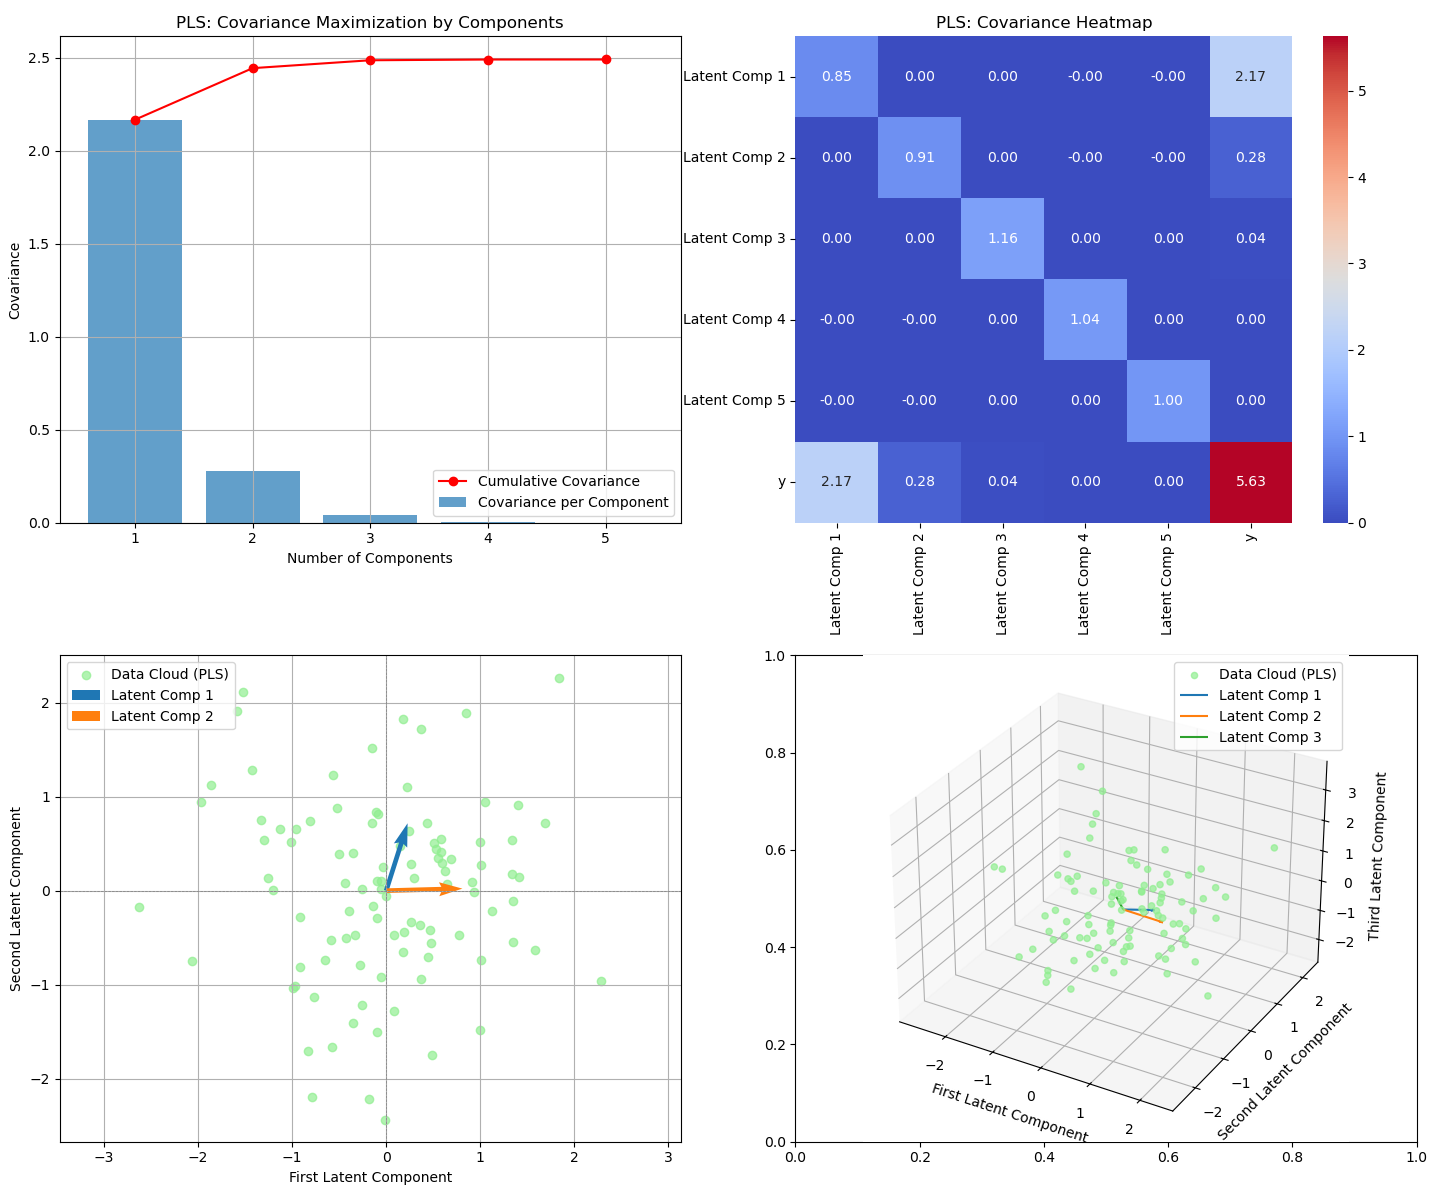 PLS: Covariance Maximization by Components
2.5
2.0
1.5
1.0
0.5
0.0
Covariance
1 2 3 4 5
Number of Components
Cumulative Covariance
Covariance per Component
PLS: Covariance Heatmap
Latent Comp 1 0.85 0.00 0.00 -0.00 -0.00 2.17
Latent Comp 2 0.00 0.91 0.00 -0.00 -0.00 0.28
Latent Comp 3 0.00 0.00 1.16 0.00 0.00 0.04
Latent Comp 4 -0.00 -0.00 0.00 1.04 0.00 0.00
Latent Comp 5 -0.00 -0.00 0.00 0.00 1.00 0.00
y 2.17 0.28 0.04 0.00 0.00 5.63
Latent Comp 1
Latent Comp 2
Latent Comp 3
Latent Comp 4
Latent Comp 5
y
5
4
3
2
1
0
Data Cloud (PLS)
Latent Comp 1
Latent Comp 2
2
1
0
−1
−2
Second Latent Component
−3 −2 −1 0 1 2 3
First Latent Component
Data Cloud (PLS)
Latent Comp 1
Latent Comp 2
Latent Comp 3
1.0
0.8
0.6
0.4
0.2
0.0
0.0 0.2 0.4 0.6 0.8 1.0
−2 −1 0 1 2
First Latent Component
−2 −1 0 1 2
Second Latent Component
3
2
1
0
−1
−2
Third Latent Component